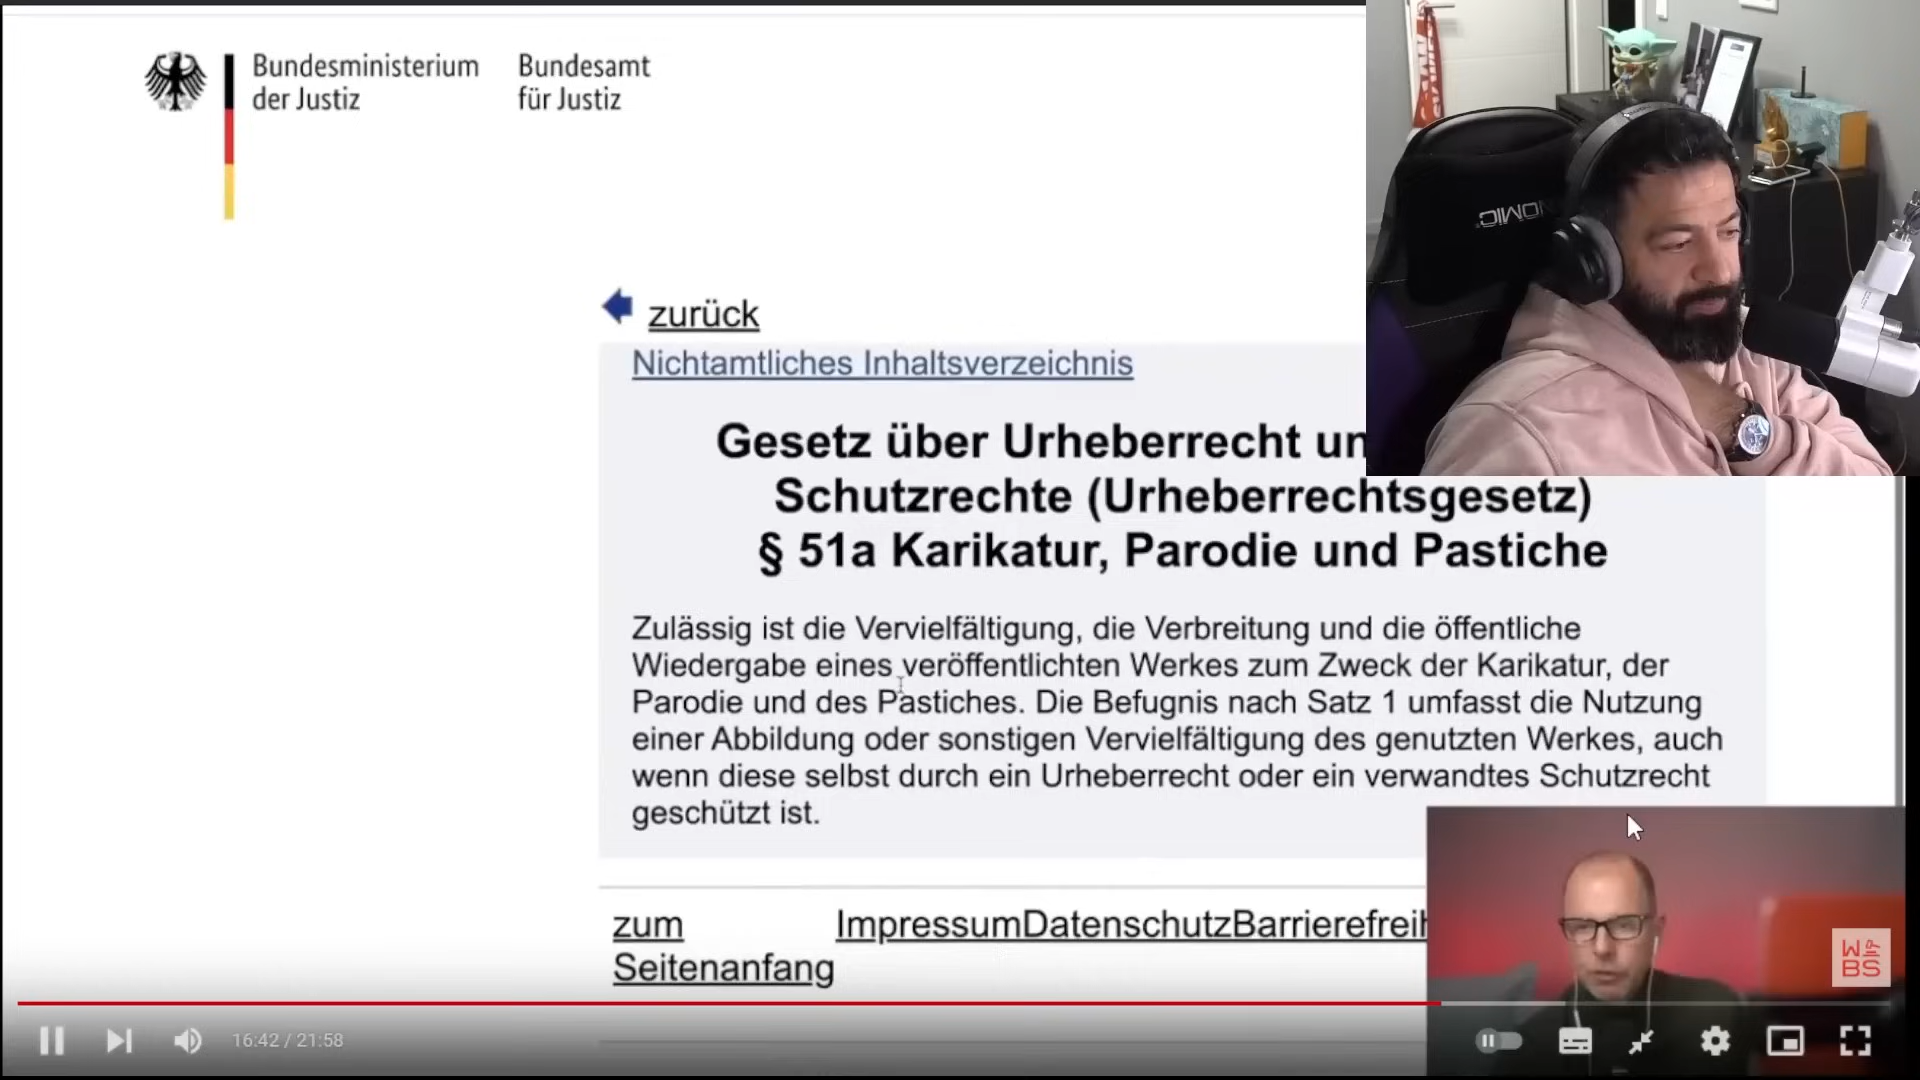 Bundesministerium
der Justiz
Bundesamt
für Justiz
zurück
Nichtamtliches Inhaltsverzeichnis
Gesetz über Urheberrecht un
Schutzrechte (Urheberrechtsgesetz)
§ 51a Karikatur, Parodie und Pastiche
Zulässig ist die Vervielfältigung, die Verbreitung und die öffentliche
Wiedergabe eines veröffentlichten Werkes zum Zweck der Karikatur, der
Parodie und des Pastiches. Die Befugnis nach Satz 1 umfasst die Nutzung
einer Abbildung oder sonstigen Vervielfältigung des genutzten Werkes, auch
wenn diese selbst durch ein Urheberrecht oder ein verwandtes Schutzrecht
geschützt ist.
zum
Seitenanfang
ImpressumDatenschutzBarrierefreih
WBS
16:42 / 21:58